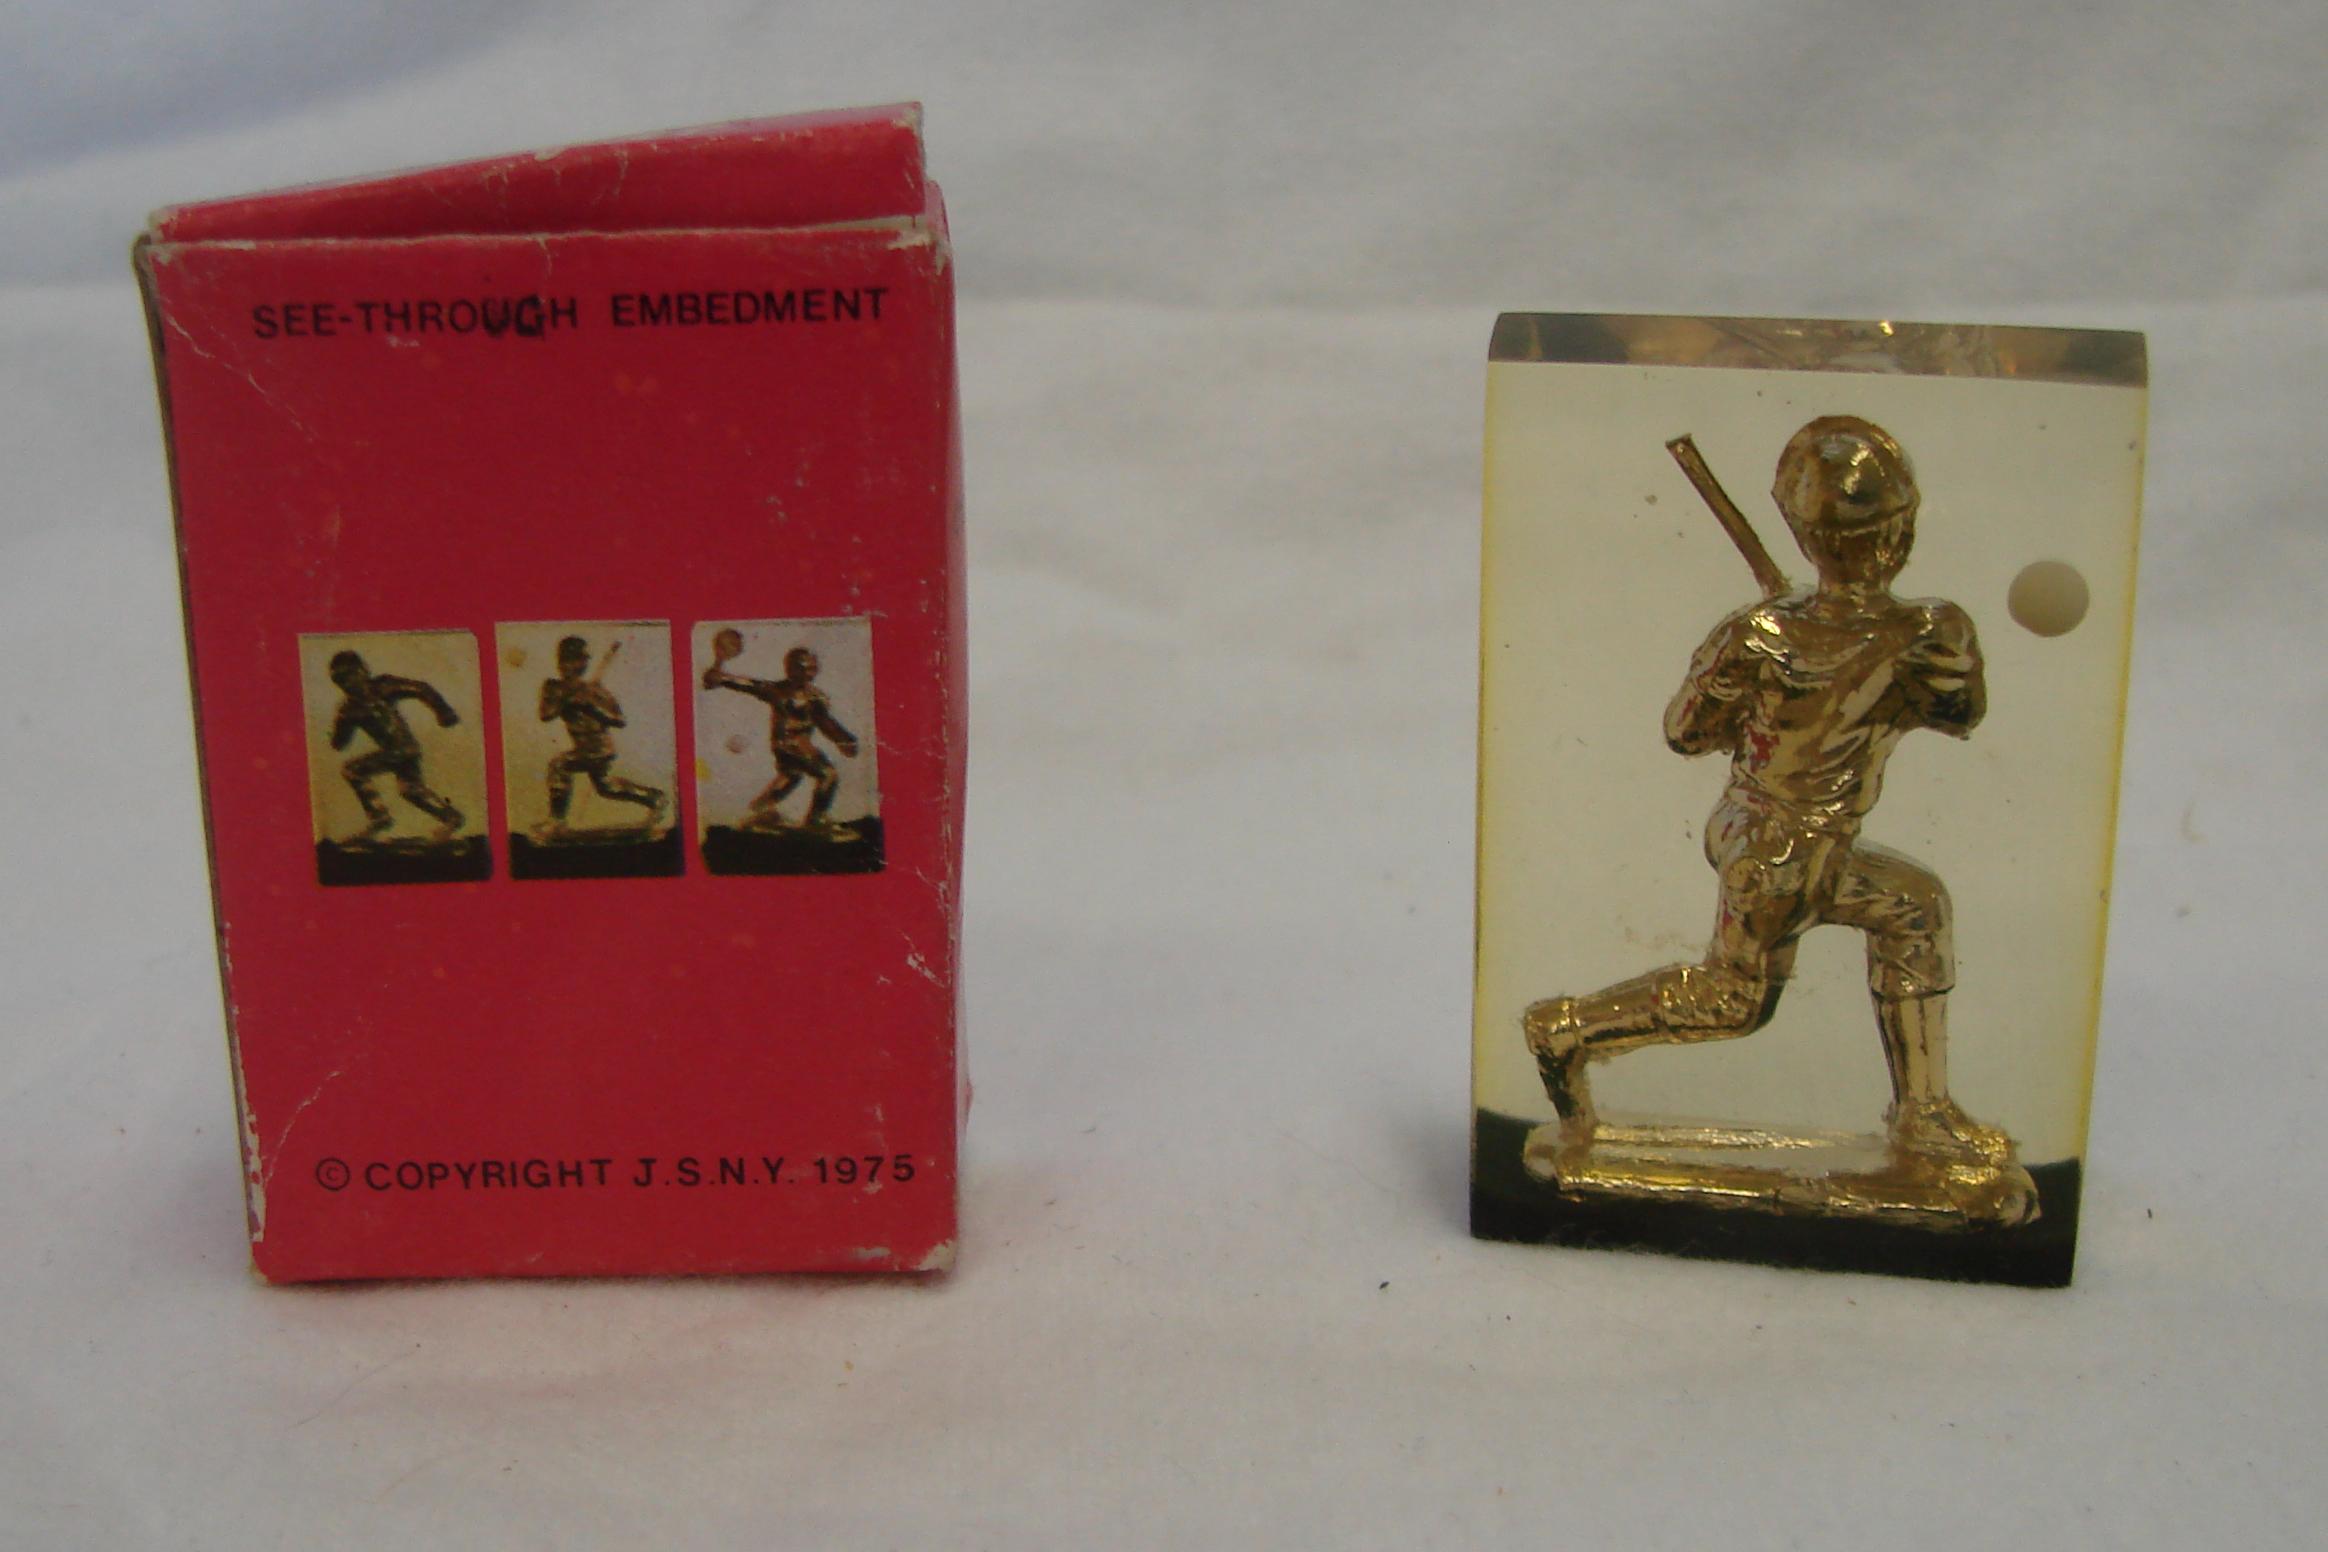 SEE-THROUGH EMBEDMENT
© COPYRIGHT J.S.N.Y. 1975